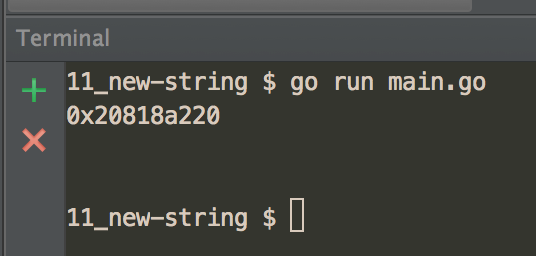 Terminal
11_new-string $ go run main.go
0x20818a220
11_new-string $